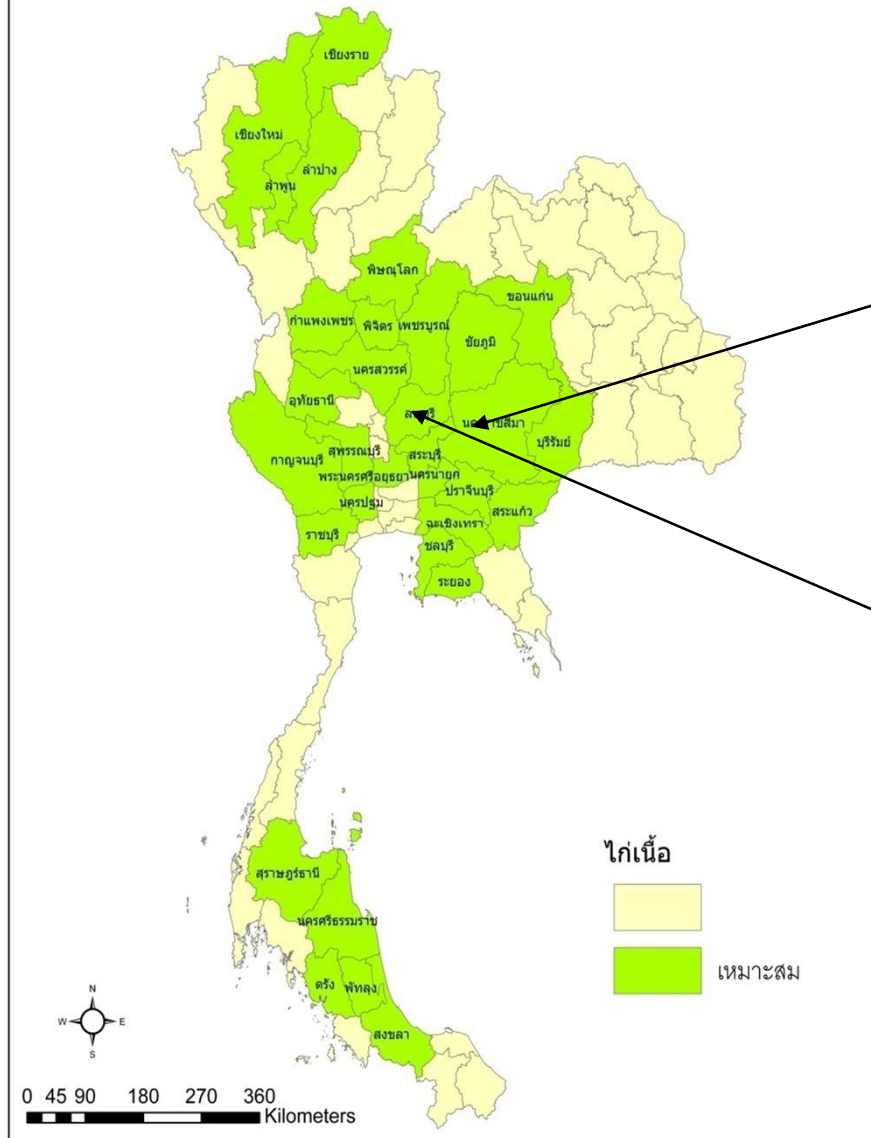 เชียงราย
เชียงใหม่
ลำปาง
ลำพูน
พิษณุโลก
ขอนแก่น
กำแพงเพชร
พิจิตร
เพชรบูรณ์
ชัยภูมิ
นครสวรรค์
อุทัยธานี
บุรีรัมย์
สุพรรณบุรี
กาญจนบุรี
สระบุรี
พระนครศรีอยุธยา
นครนายก
ปราจีนบุรี
นครปฐม
สระแก้ว
ฉะเชิงเทรา
ราชบุรี
ชลบุรี
ระยอง
ไก่เนื้อ
สุราษฎร์ธานี
นครศรีธรรมราช
เหมาะสม
ตรัง
พัทลุง
สงขลา
N
W
E
S
0 45 90 180 270 360
Kilometers